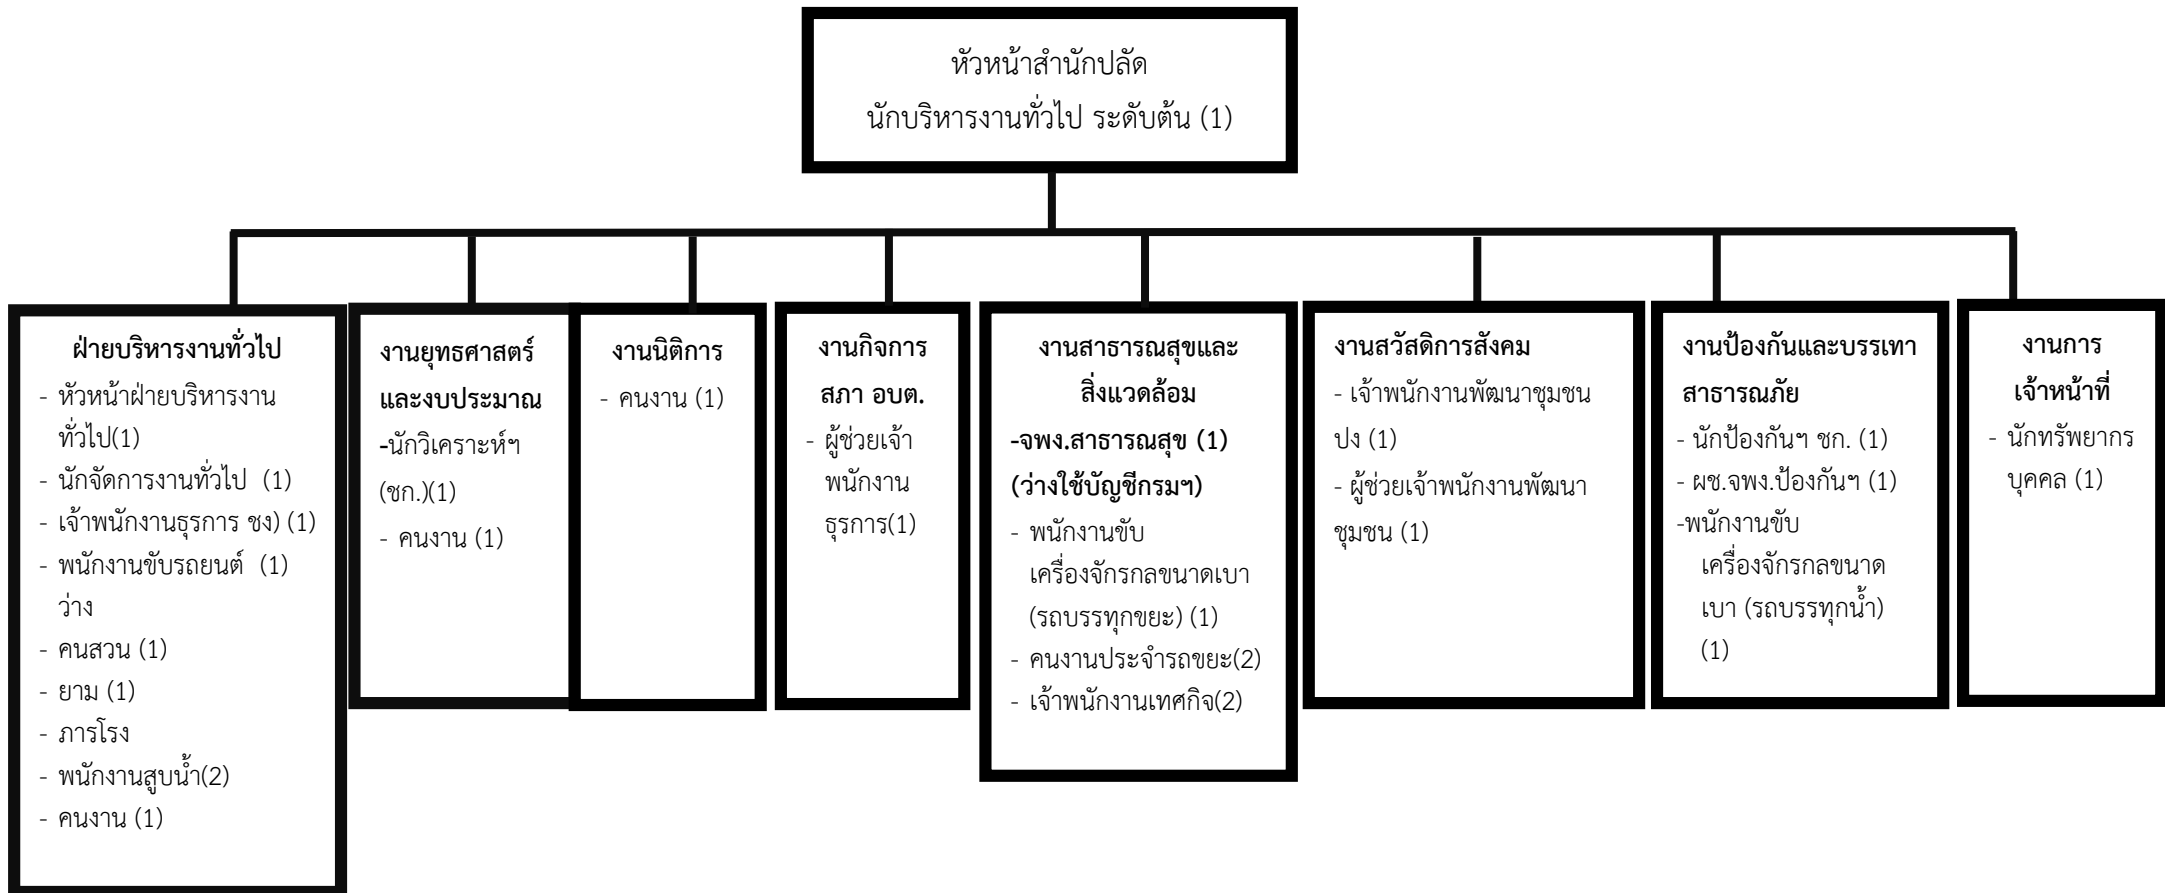 หัวหน้าสำนักปลัด
นักบริหารงานทั่วไป ระดับต้น (1)
ฝ่ายบริหารงานทั่วไป
- หัวหน้าฝ่ายบริหารงาน
ทั่วไป(1)
- นักจัดการงานทั่วไป (1)
- เจ้าพนักงานธุรการ ชง) (1)
- พนักงานขับรถยนต์ (1)
ว่าง
- คนสวน (1)
- ยาม (1)
- ภารโรง
- พนักงานสูบน้ำ(2)
- คนงาน (1)
งานยุทธศาสตร์
และงบประมาณ
-นักวิเคราะห์ฯ
(ชก.)(1)
- คนงาน (1)
งานนิติการ
- คนงาน (1)
งานกิจการ
สภา อบต.
- ผู้ช่วยเจ้า
พนักงาน
ธุรการ(1)
งานสาธารณสุขและ
สิ่งแวดล้อม
-จพง.สาธารณสุข (1)
(ว่างใช้บัญชีกรมฯ)
- พนักงานขับ
เครื่องจักรกลขนาดเบา
(รถบรรทุกขยะ) (1)
- คนงานประจำรถขยะ(2)
- เจ้าพนักงานเทศกิจ(2)
งานสวัสดิการสังคม
- เจ้าพนักงานพัฒนาชุมชน
ปง (1)
- ผู้ช่วยเจ้าพนักงานพัฒนา
ชุมชน (1)
งานป้องกันและบรรเทา
สาธารณภัย
- นักป้องกันฯ ชก. (1)
- ผช.จพง.ป้องกันฯ (1)
-พนักงานขับ
เครื่องจักรกลขนาด
เบา (รถบรรทุกน้ำ)
(1)
งานการ
เจ้าหน้าที่
- นักทรัพยากร
บุคคล (1)